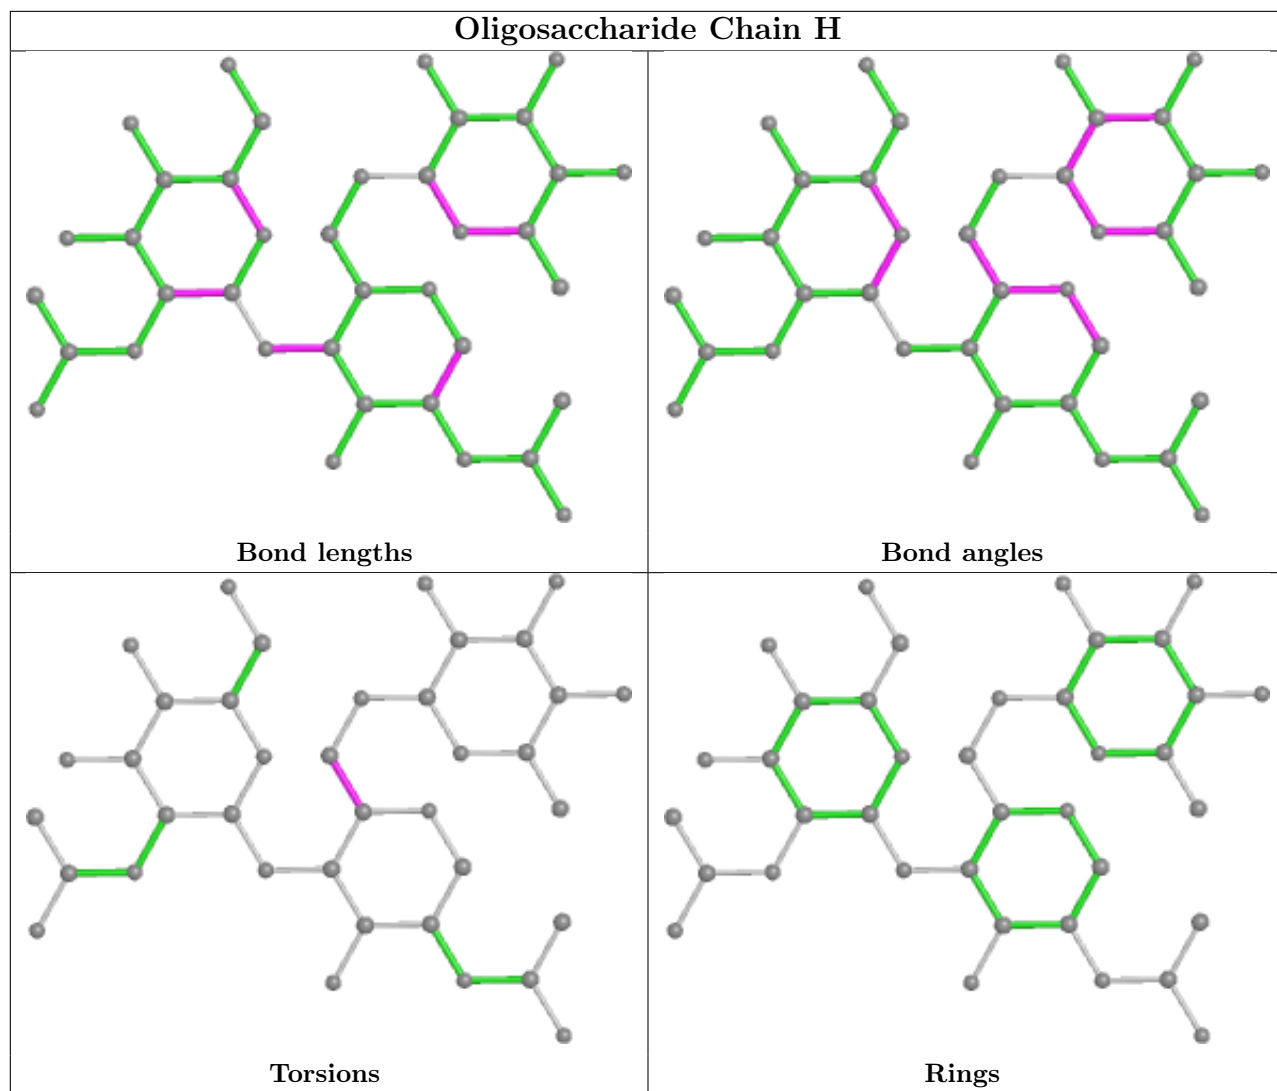 Oligosaccharide Chain H
Bond lengths
Bond angles
Torsions
Rings